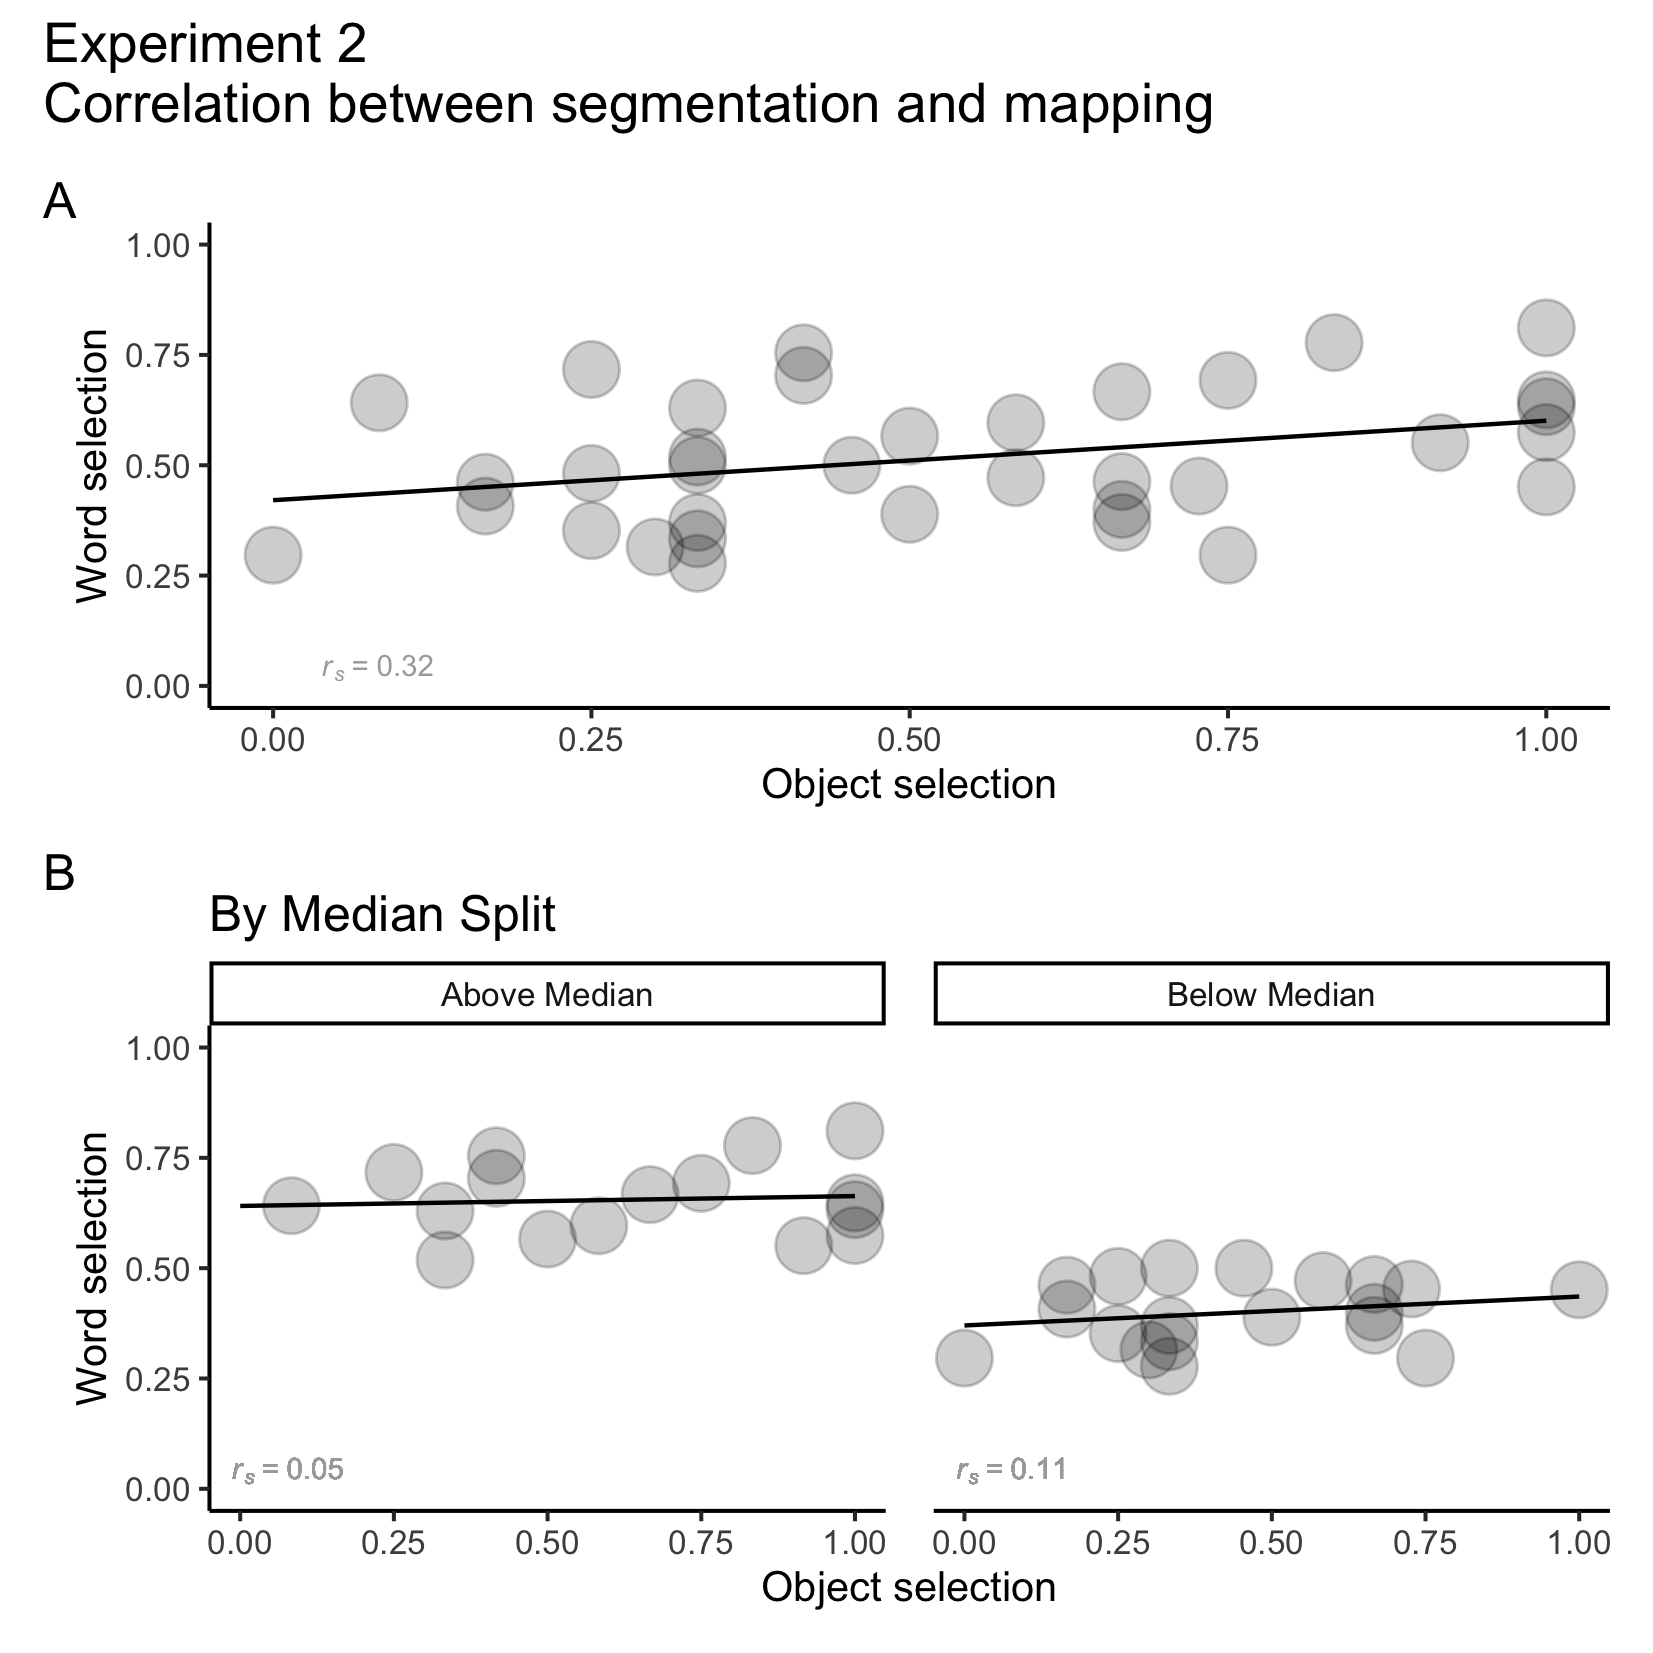 Experiment 2
Correlation between segmentation and mapping
A
1.00
0.75
0.50
0.25
0.00
Word selection
r_s = 0.32
0.00 0.25 0.50 0.75 1.00
Object selection
B
By Median Split
Above Median Below Median
1.00
0.75
0.50
0.25
0.00
Word selection
r_s = 0.05 r_s = 0.11
0.00 0.25 0.50 0.75 1.00 0.00 0.25 0.50 0.75 1.00
Object selection